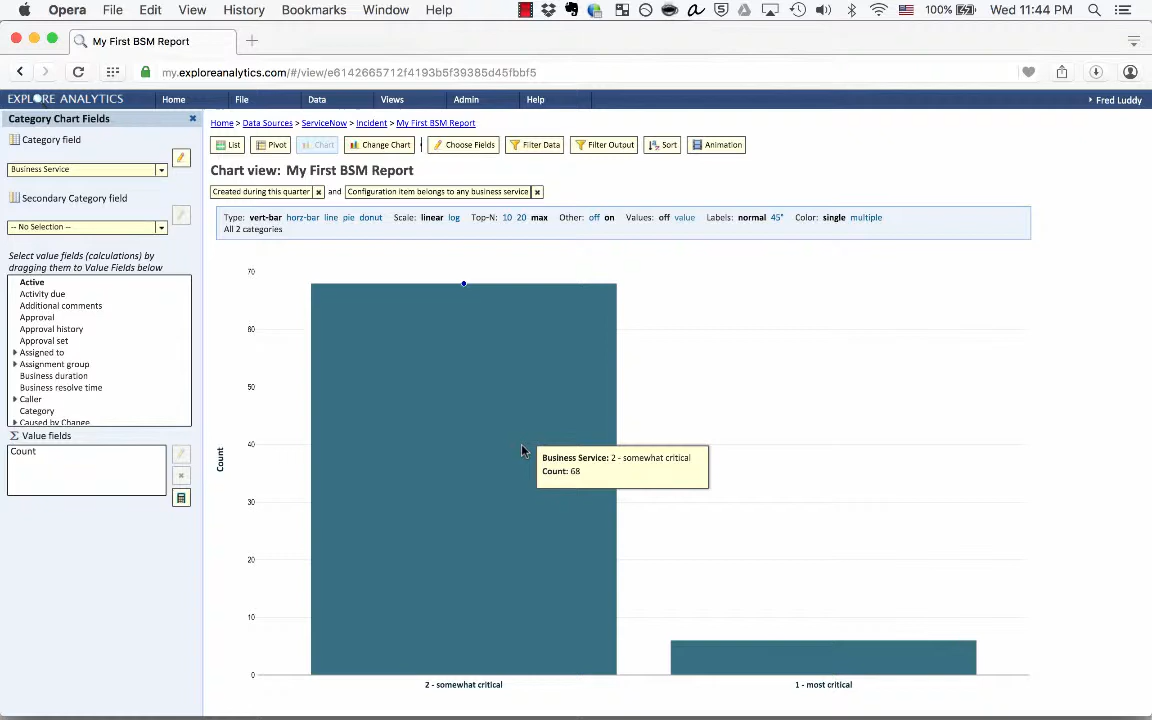 Opera File Edit View History Bookmarks Window Help 100% Wed 11:44 PM
My First BSM Report
my.exploreanalytics.com/#/view/e6142665712f4193b5f39385d45fbbf5
EXPLORE ANALYTICS Home File Data Views Admin Help Fred Luddy
Category Chart Fields
Category field
Business Service
Secondary Category field
-- No Selection --
Select value fields (calculations) by
dragging them to Value Fields below
Active
Activity due
Additional comments
Approval
Approval history
Approval set
Assigned to
Assignment group
Business duration
Business resolve time
Caller
Category
Caused by Change
Value fields
Count
Home > Data Sources > ServiceNow > Incident > My First BSM Report
List Pivot Chart Change Chart Choose Fields Filter Data Filter Output Sort Animation
Chart view: My First BSM Report
Created during this quarter and Configuration item belongs to any business service
Type: vert-bar horz-bar line pie donut Scale: linear log Top-N: 10 20 max Other: off on Values: off value Labels: normal 45° Color: single multiple
All 2 categories
70
60
50
40
30
20
10
0
Count
Business Service: 2 - somewhat critical
Count: 68
2 - somewhat critical 1 - most critical